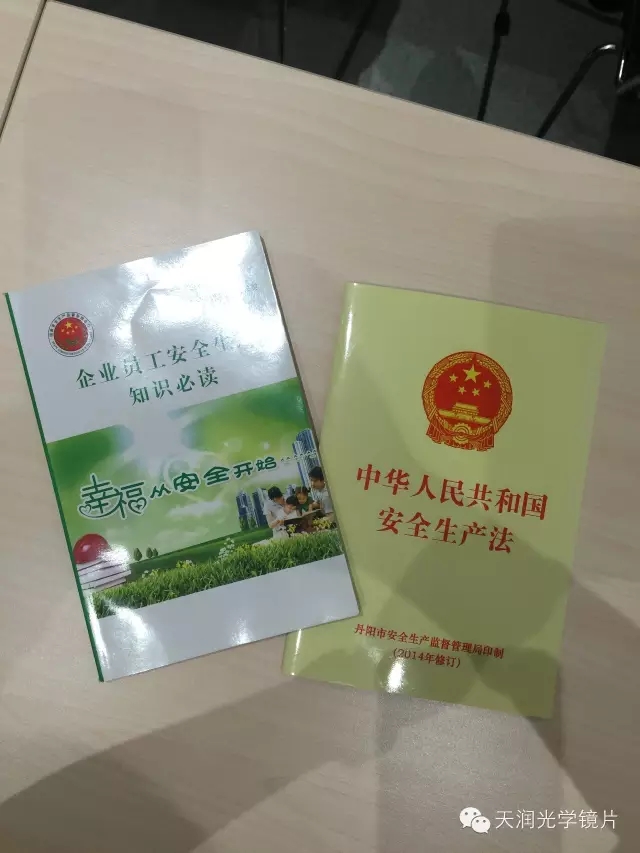 企业员工安全生
知识必读
幸福从安全开始
中华人民共和国
安全生产法
丹阳市安全生产监督管理局印制
(2014年修订)
天润光学镜片